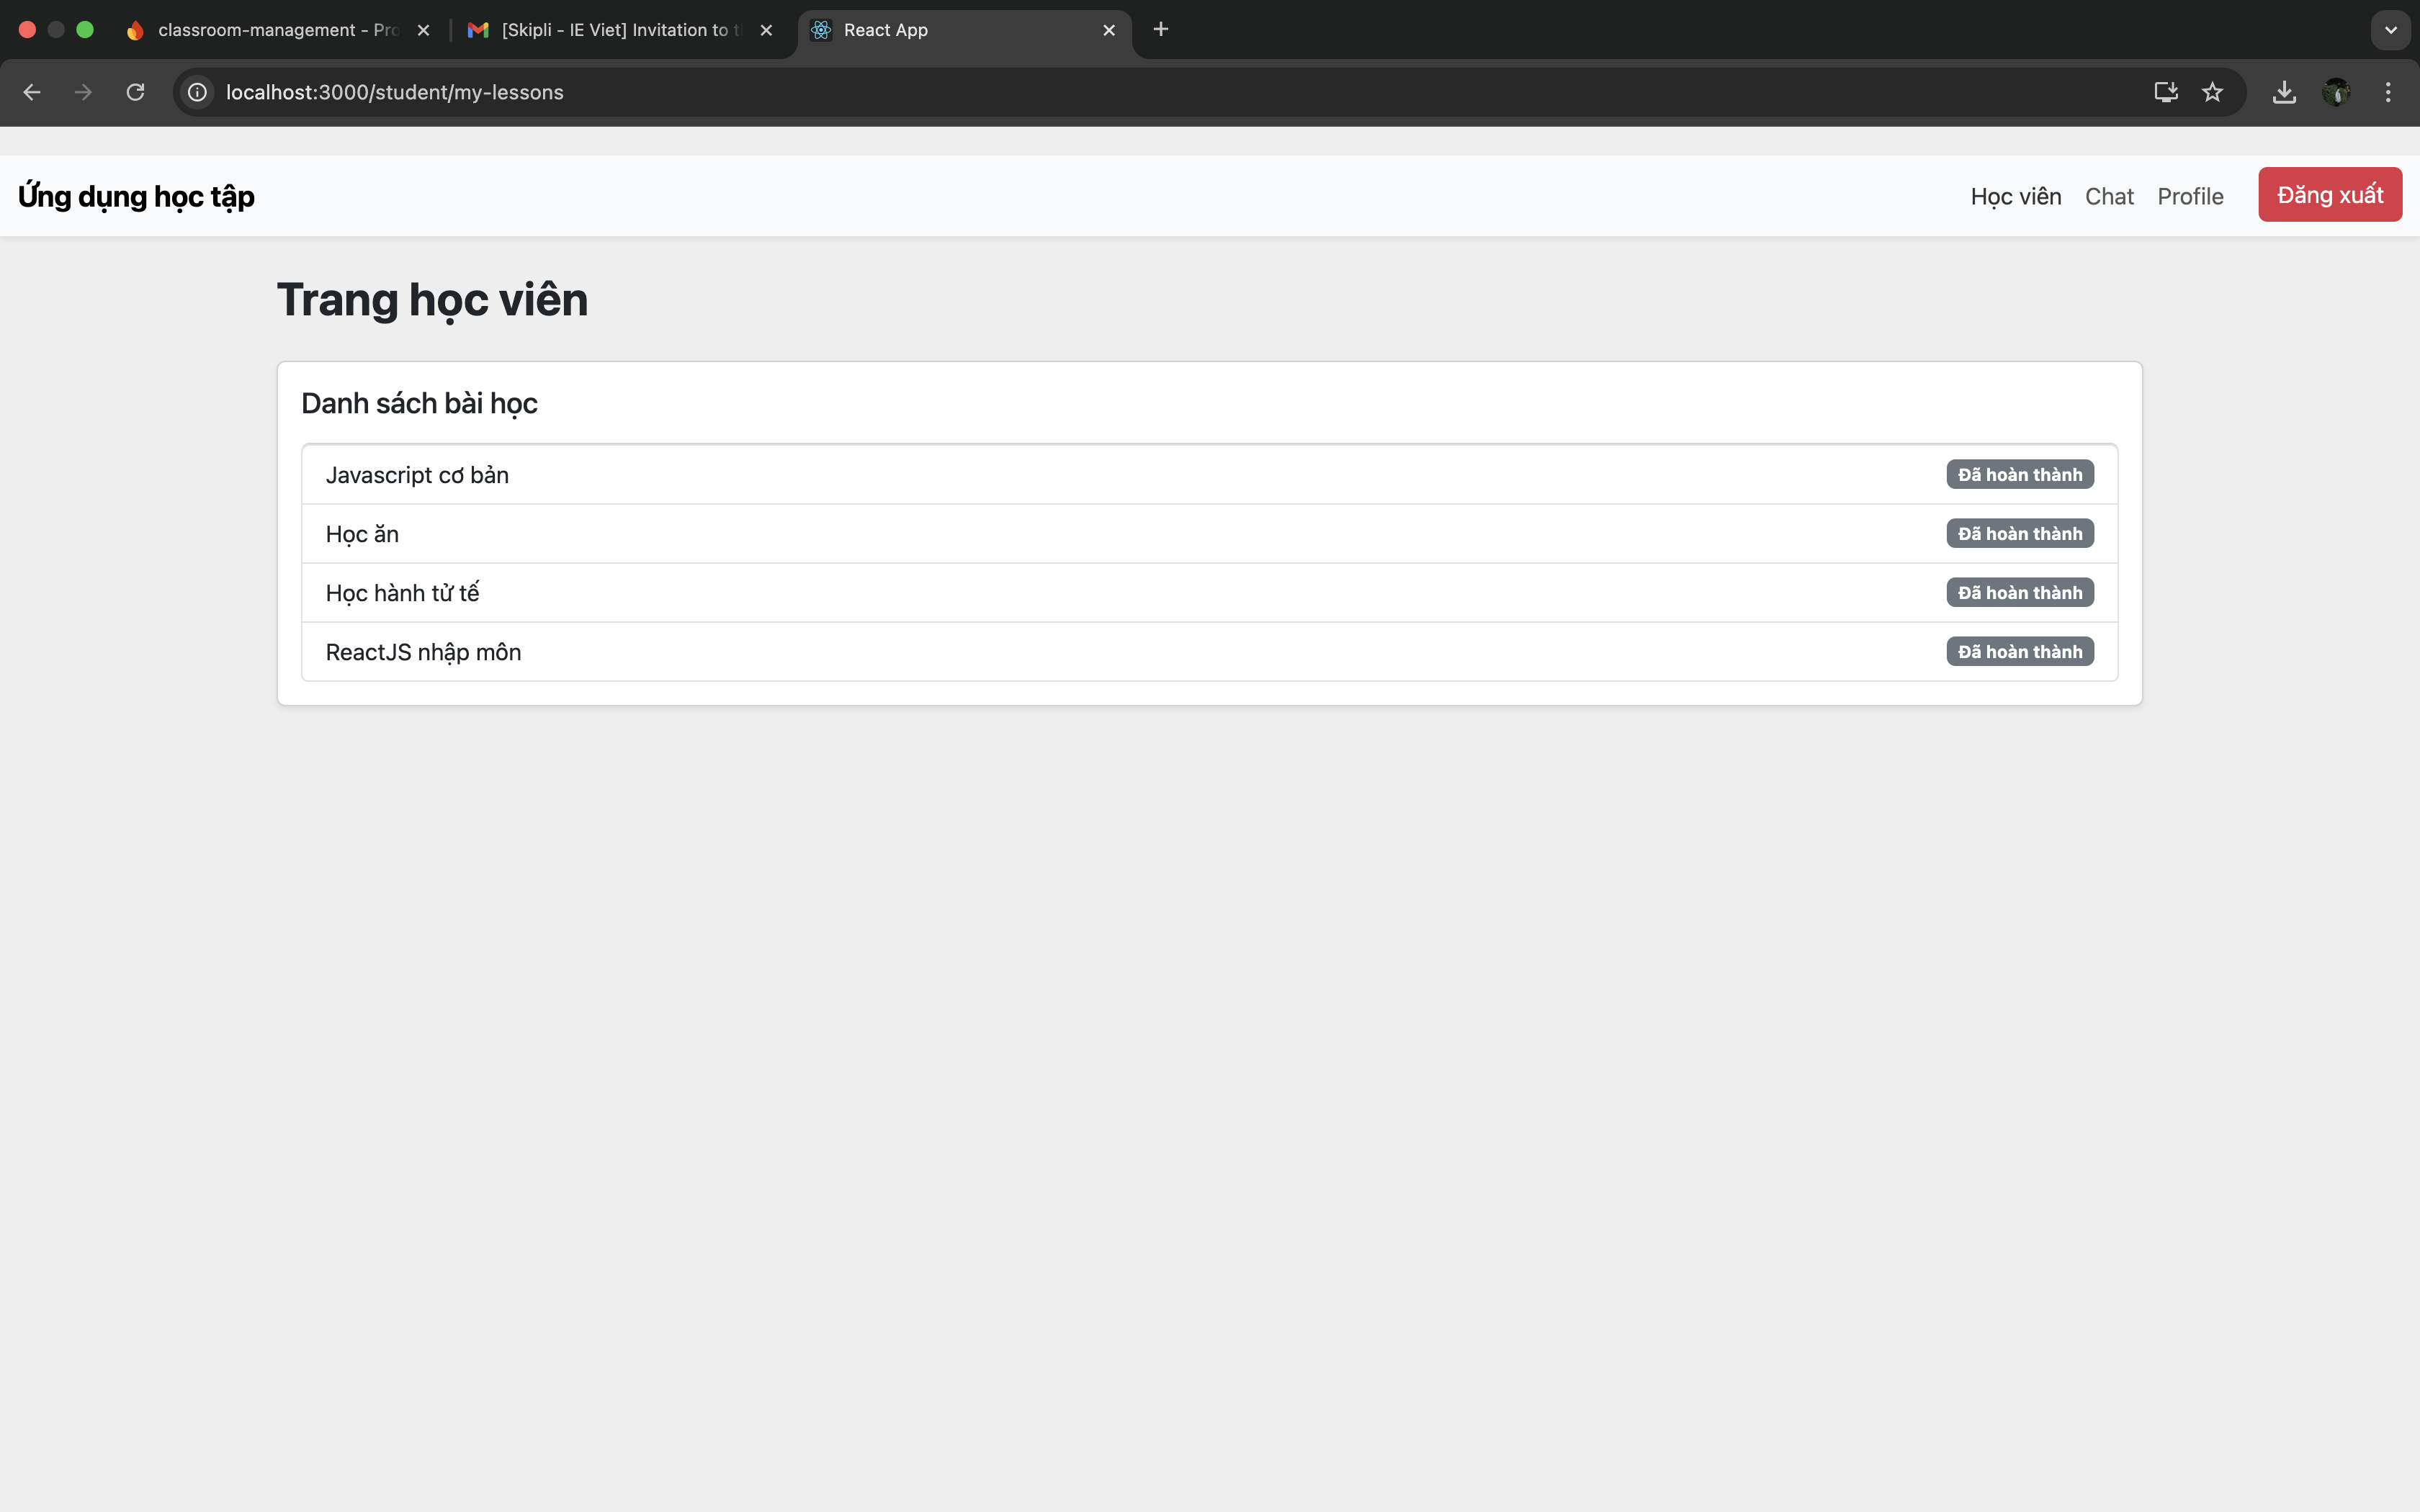 classroom-management - Pro
[Skipli - IE Viet] Invitation to t
React App
localhost:3000/student/my-lessons
Ứng dụng học tập
Học viên
Chat
Profile
Đăng xuất
Trang học viên
Danh sách bài học
Javascript cơ bản
Đã hoàn thành
Học ăn
Đã hoàn thành
Học hành tử tế
Đã hoàn thành
ReactJS nhập môn
Đã hoàn thành